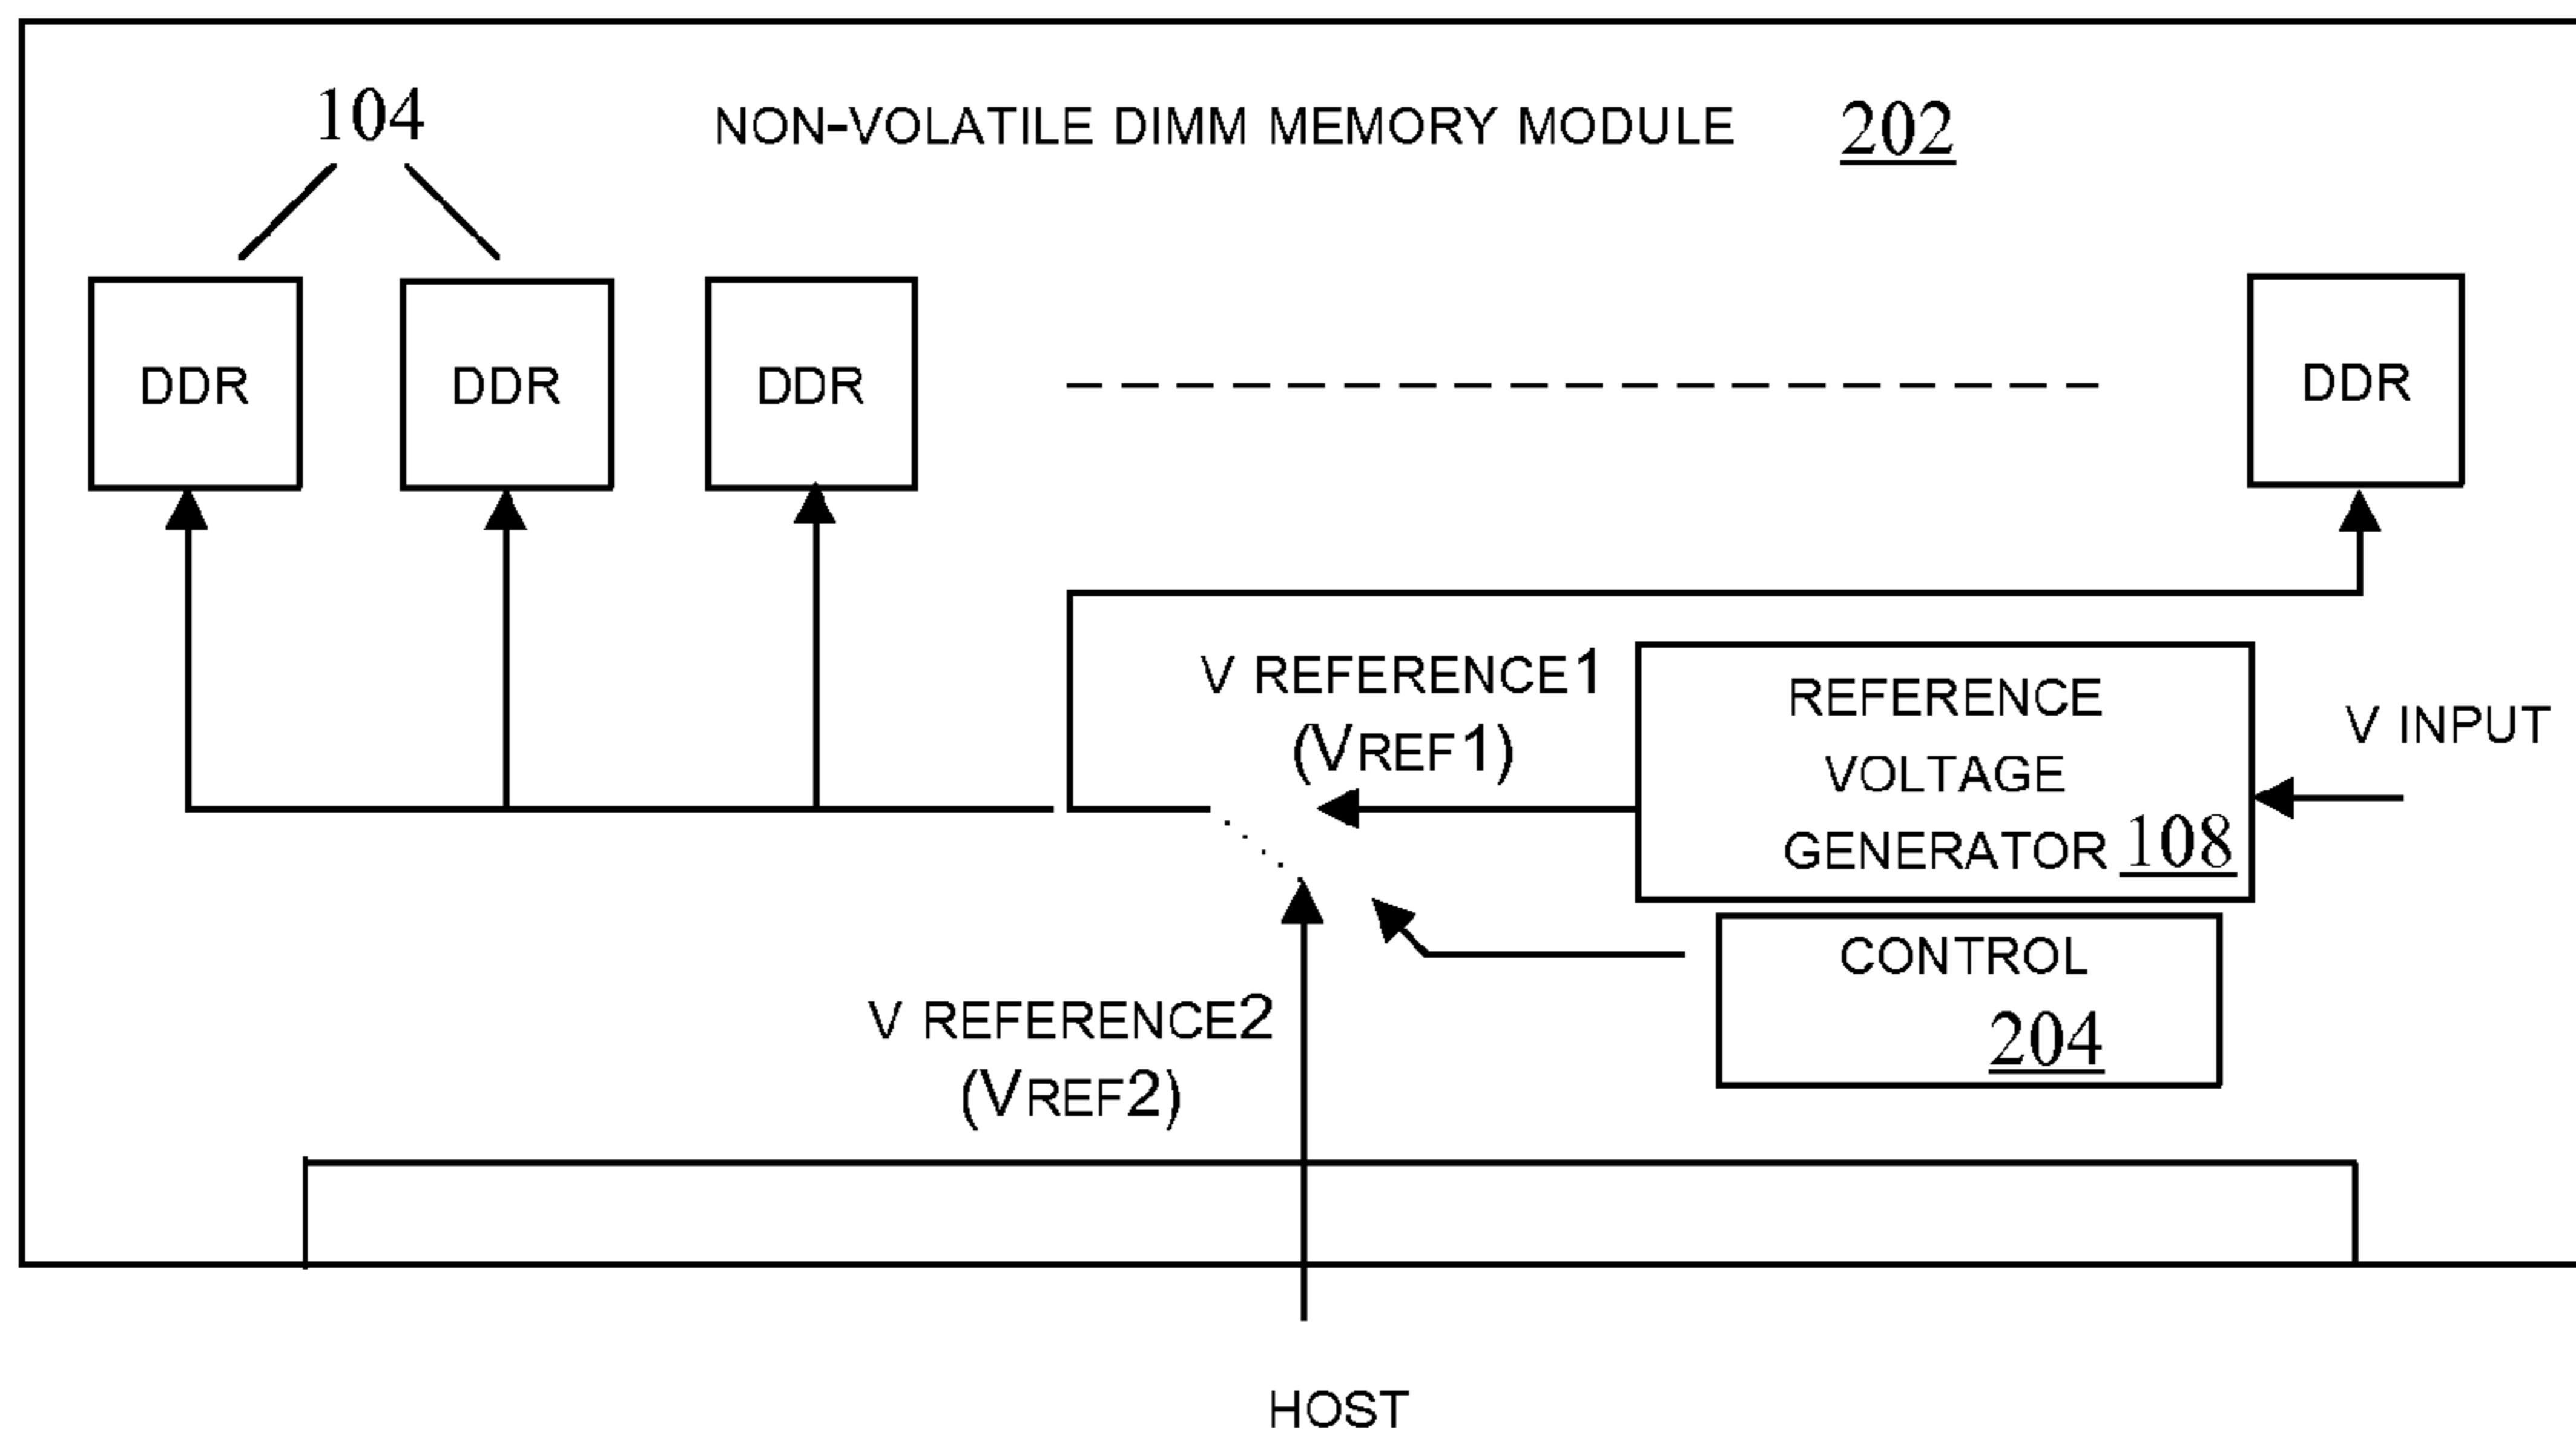 104
NON-VOLATILE DIMM MEMORY MODULE 202
DDR
DDR
DDR
DDR
V REFERENCE1
(VREF1)
REFERENCE
VOLTAGE
GENERATOR 108
V INPUT
CONTROL
204
V REFERENCE2
(VREF2)
HOST